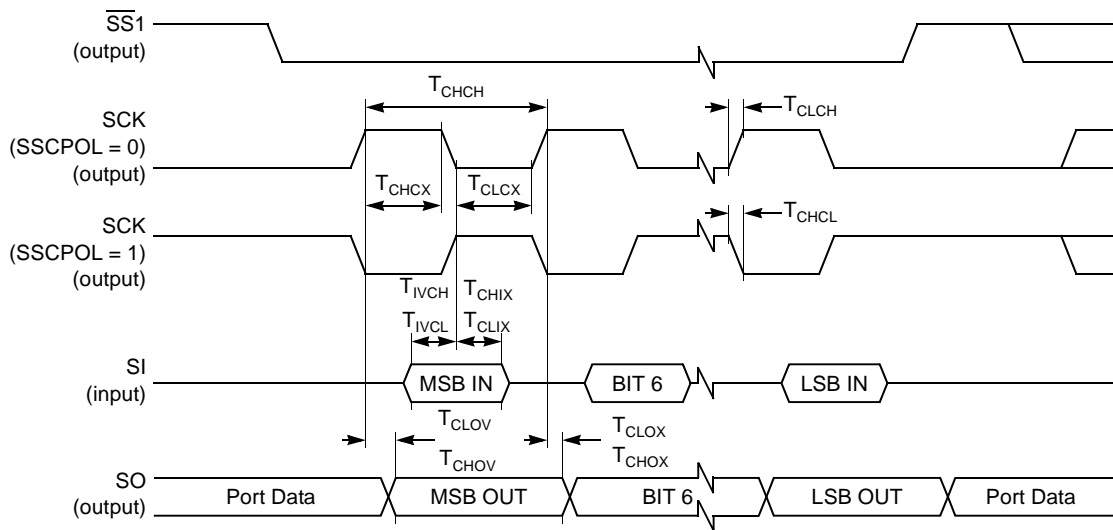 SS1
(output)
T_CHCH
T_CLCH
SCK
(SSCPOL = 0)
(output)
T_CHCX
T_CLCX
T_CHCL
SCK
(SSCPOL = 1)
(output)
T_IVCH
T_CHIX
T_IVCL
T_CLIX
SI
(input)
MSB IN
BIT 6
LSB IN
T_CLOV
T_CLOX
T_CHOV
T_CHOX
SO
(output)
Port Data
MSB OUT
BIT 6
LSB OUT
Port Data